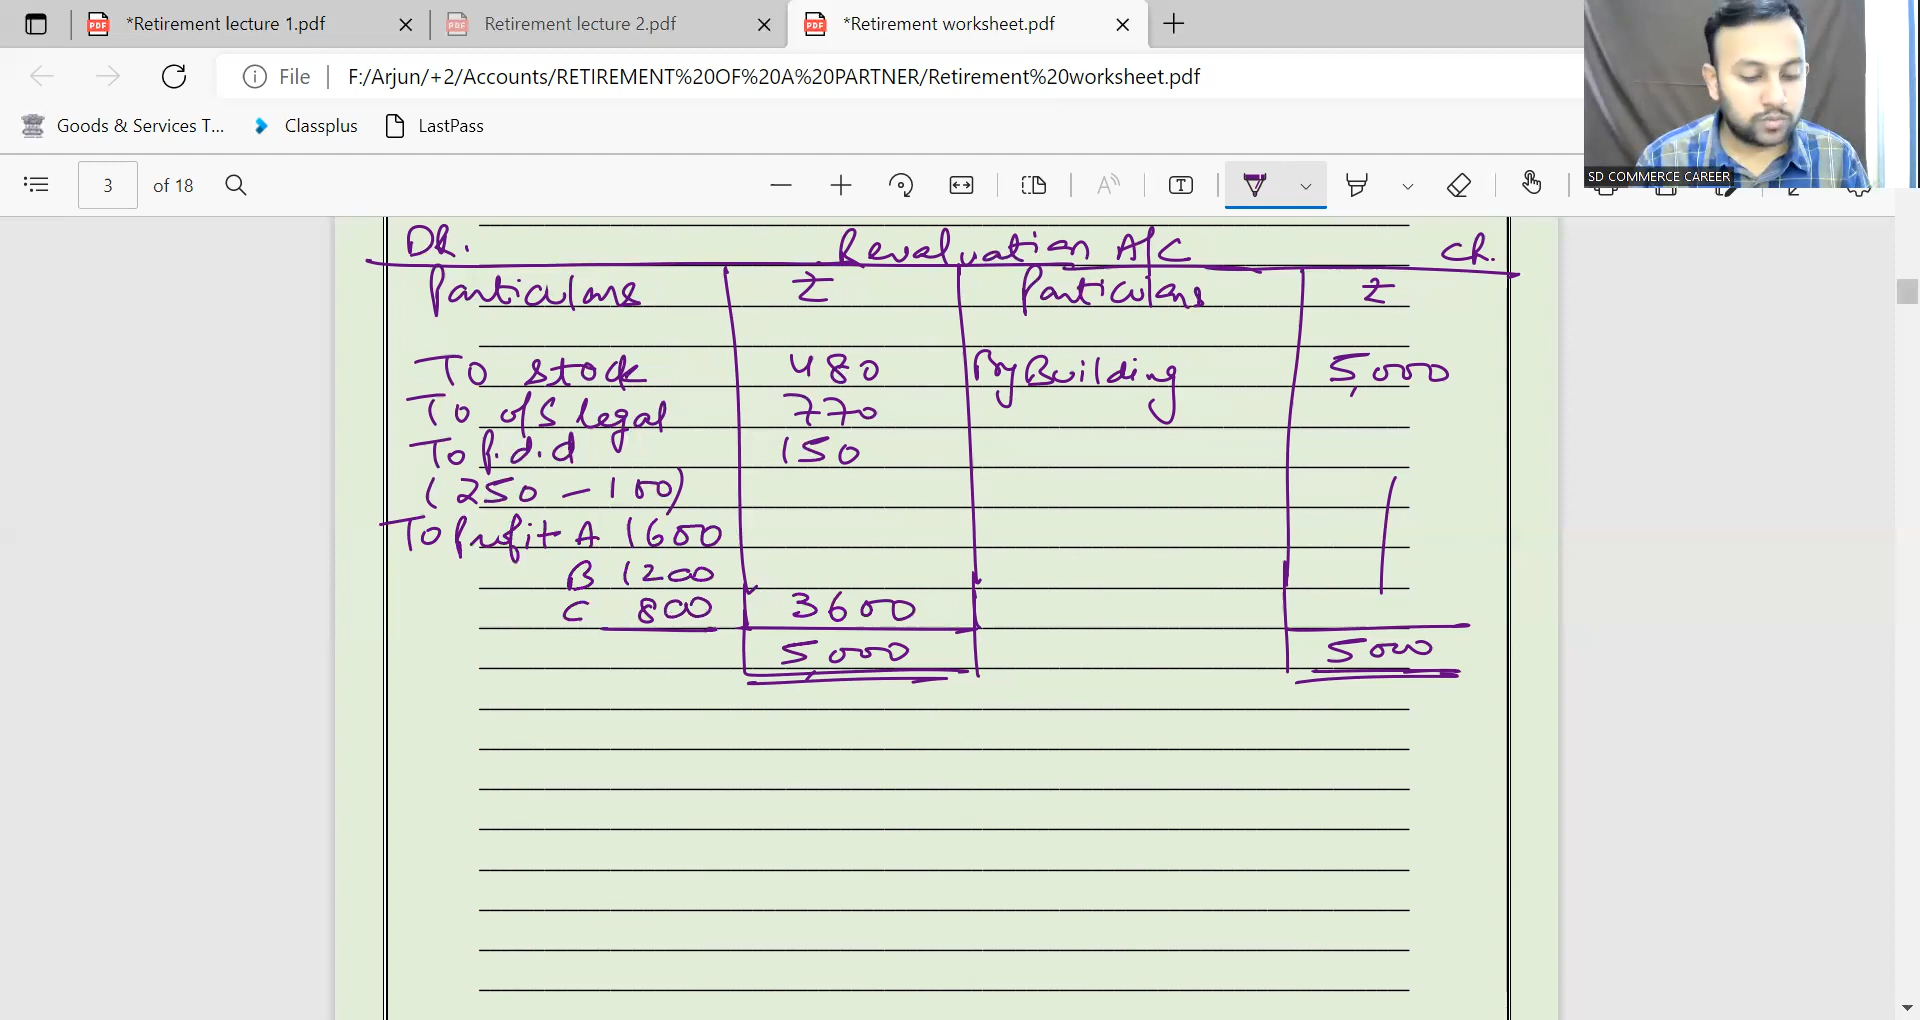 *Retirement lecture 1.pdf
Retirement lecture 2.pdf
*Retirement worksheet.pdf
File
F:/Arjun/+2/Accounts/RETIREMENT%20OF%20A%20PARTNER/Retirement%20worksheet.pdf
Goods & Services T...
Classplus
LastPass
SD COMMERCE CAREER
3 of 18
DR. Revaluation A/C CR.
Particulars ₹ Particulars ₹
To stock 480 By Building 5,000
To o/s legal 770
To P.d.d 150
(250 - 100)
To Profit A 1600
B 1200
C 800 3600
5,000 5000